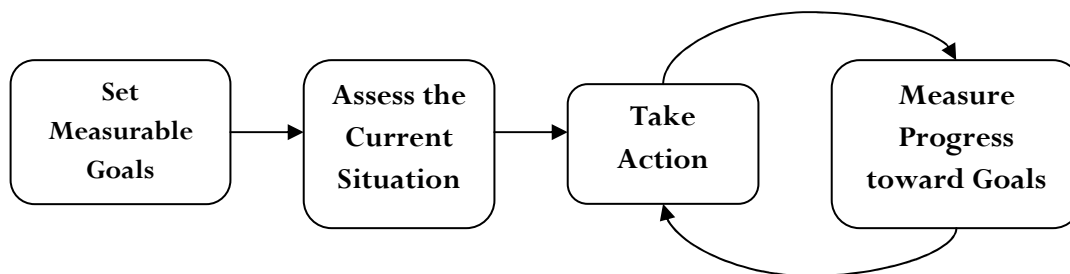 Set
Measurable
Goals
Assess the
Current
Situation
Take
Action
Measure
Progress
toward Goals